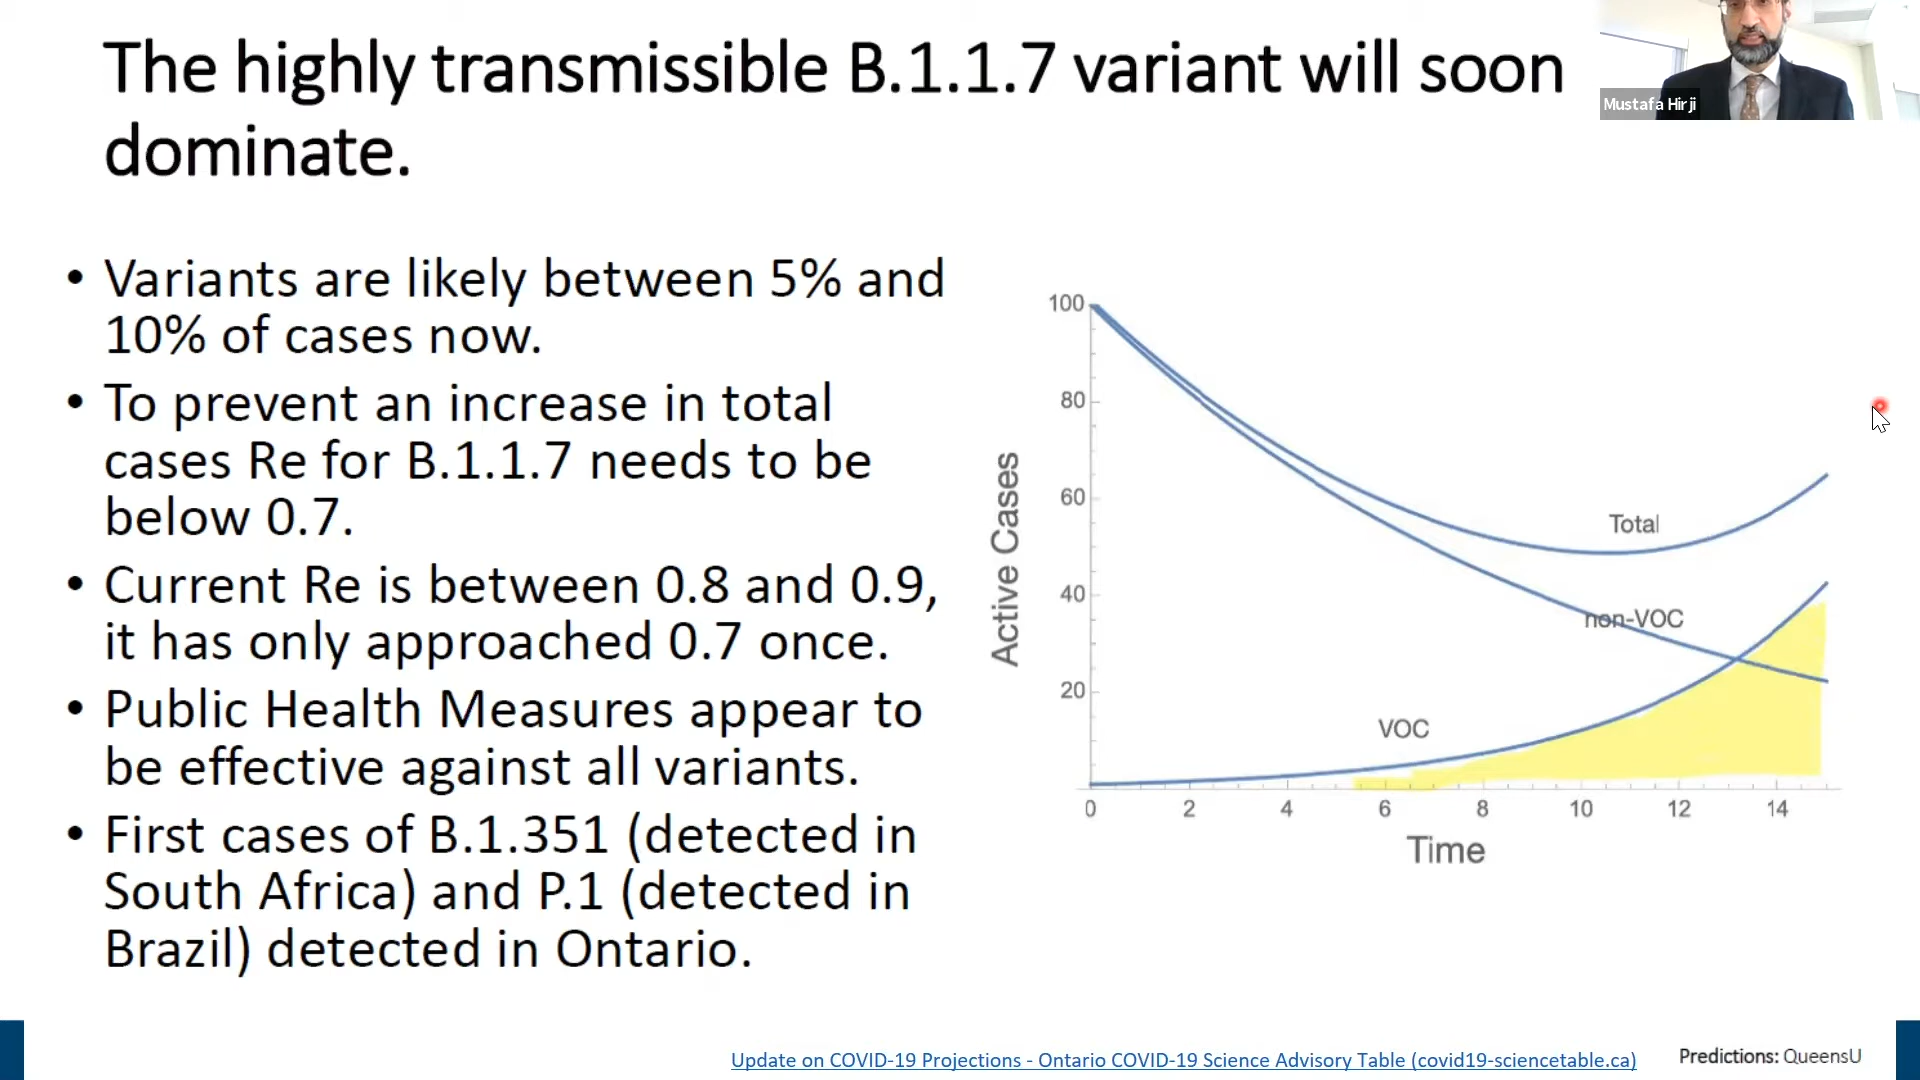 The highly transmissible B.1.1.7 variant will soon
dominate.
Mustafa Hirji
• Variants are likely between 5% and
10% of cases now.
• To prevent an increase in total
cases Re for B.1.1.7 needs to be
below 0.7.
• Current Re is between 0.8 and 0.9,
it has only approached 0.7 once.
• Public Health Measures appear to
be effective against all variants.
• First cases of B.1.351 (detected in
South Africa) and P.1 (detected in
Brazil) detected in Ontario.
Active Cases
100
80
60
40
20
Total
non-VOC
VOC
0 2 4 6 8 10 12 14
Time
Update on COVID-19 Projections - Ontario COVID-19 Science Advisory Table (covid19-sciencetable.ca)
Predictions: QueensU